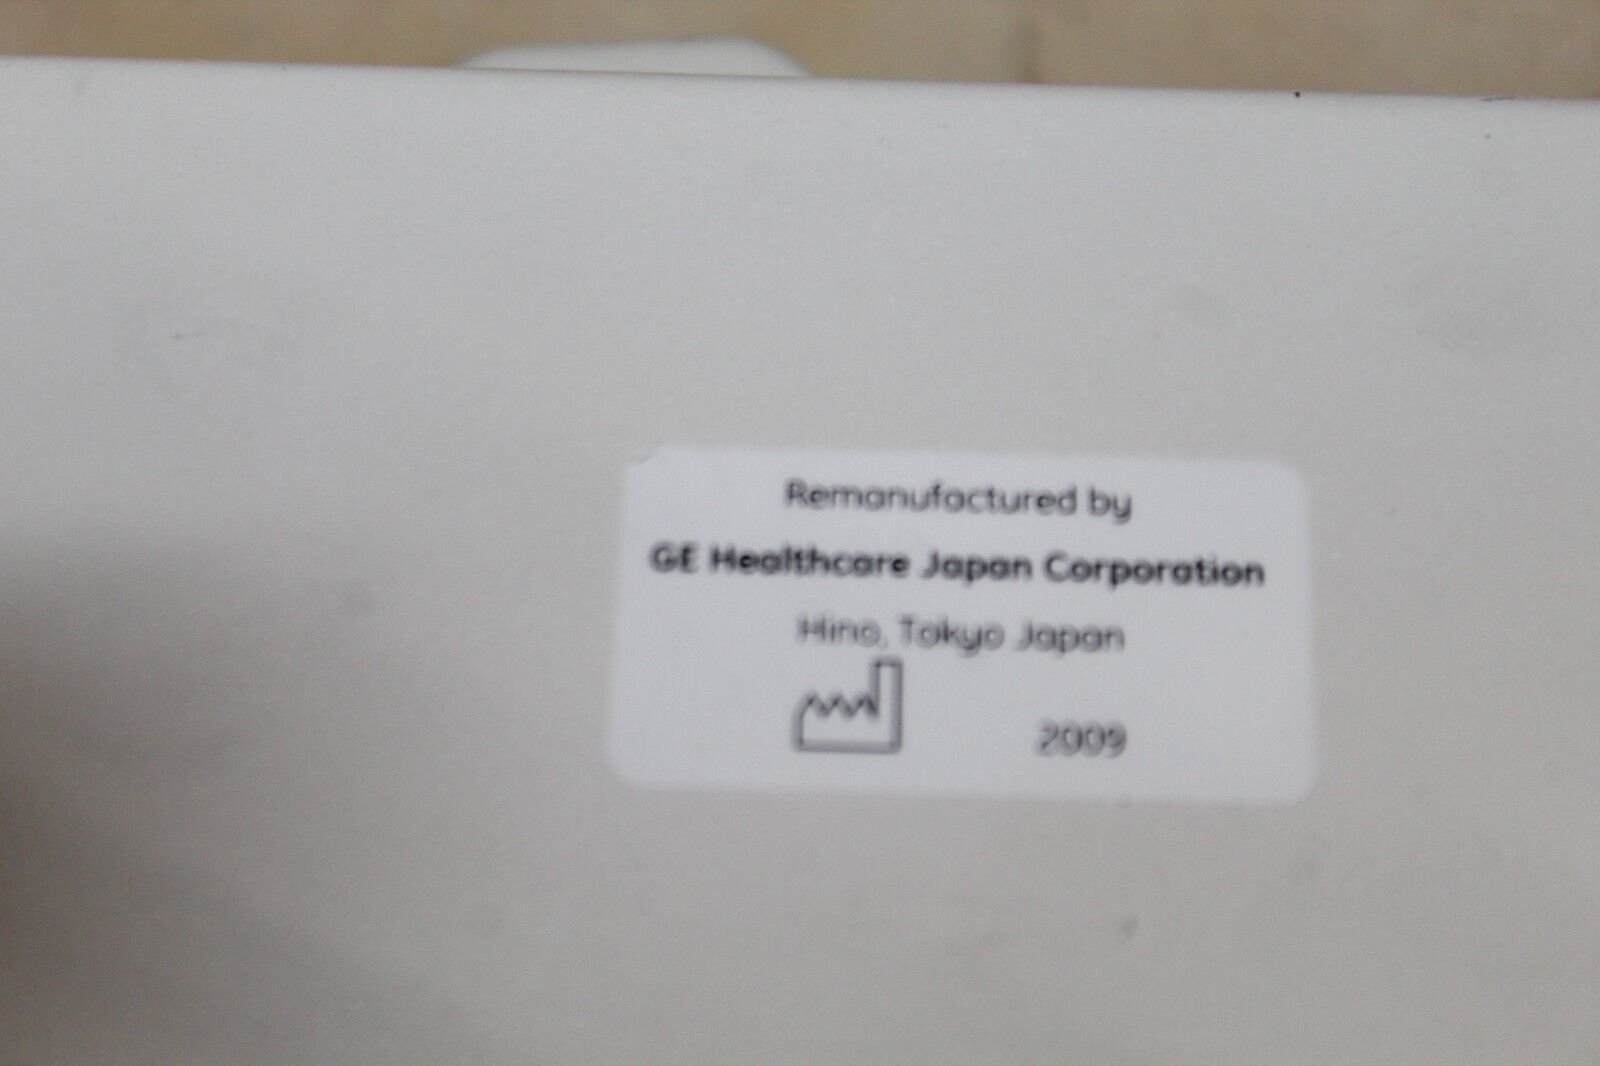 Remanufactured by
GE Healthcare Japan Corporation
Hino, Tokyo Japan
2009